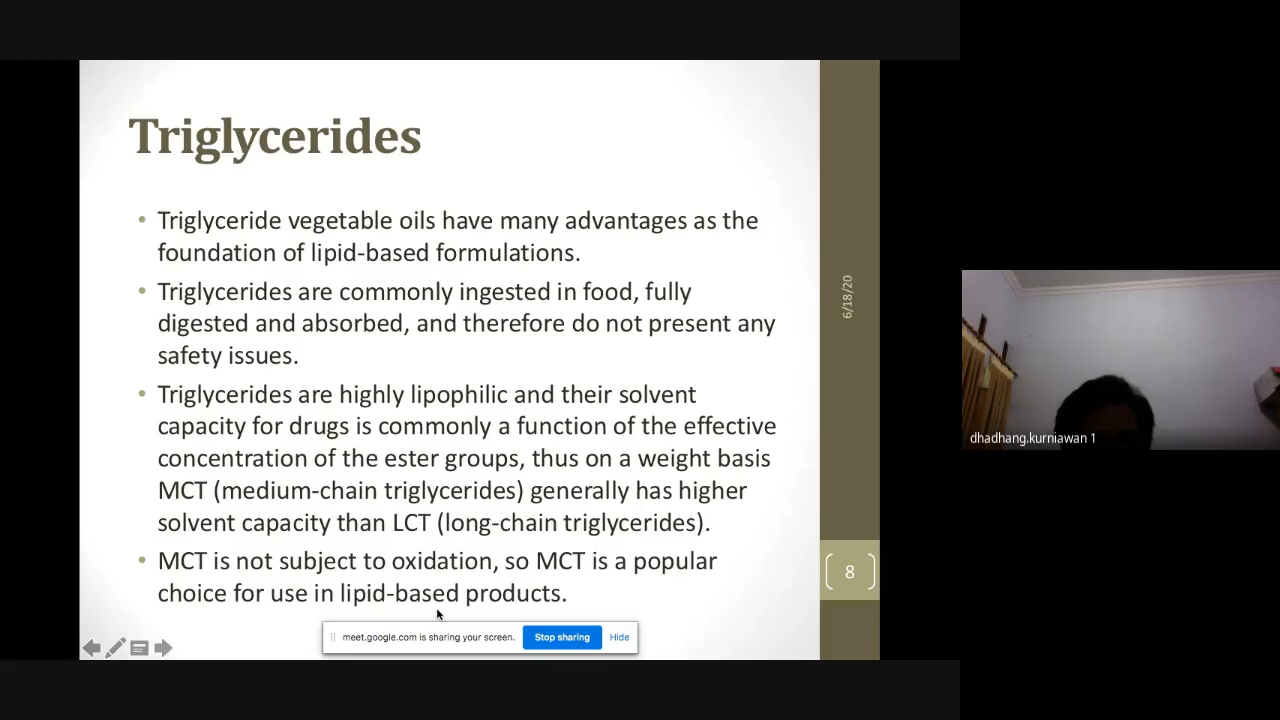 Triglycerides
• Triglyceride vegetable oils have many advantages as the
foundation of lipid-based formulations.
• Triglycerides are commonly ingested in food, fully
digested and absorbed, and therefore do not present any
safety issues.
• Triglycerides are highly lipophilic and their solvent
capacity for drugs is commonly a function of the effective
concentration of the ester groups, thus on a weight basis
MCT (medium-chain triglycerides) generally has higher
solvent capacity than LCT (long-chain triglycerides).
• MCT is not subject to oxidation, so MCT is a popular
choice for use in lipid-based products.
6/18/20
8
meet.google.com is sharing your screen. Stop sharing Hide
dhadhang.kurniawan 1